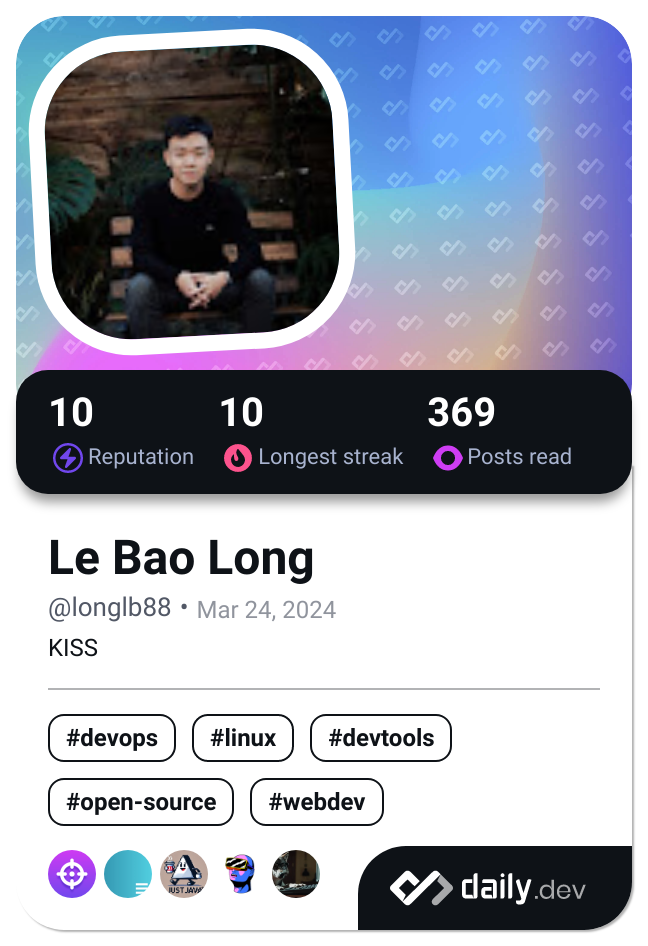 10 10 369
Reputation Longest streak Posts read
Le Bao Long
@longlb88 • Mar 24, 2024
KISS
#devops #linux #devtools
#open-source #webdev
JUST JAVA
daily.dev